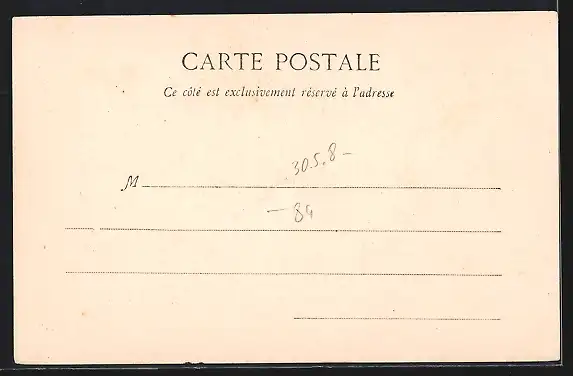 CARTE POSTALE
Ce côté est exclusivement réservé à l'adresse
30.5.8 -
M
- 84